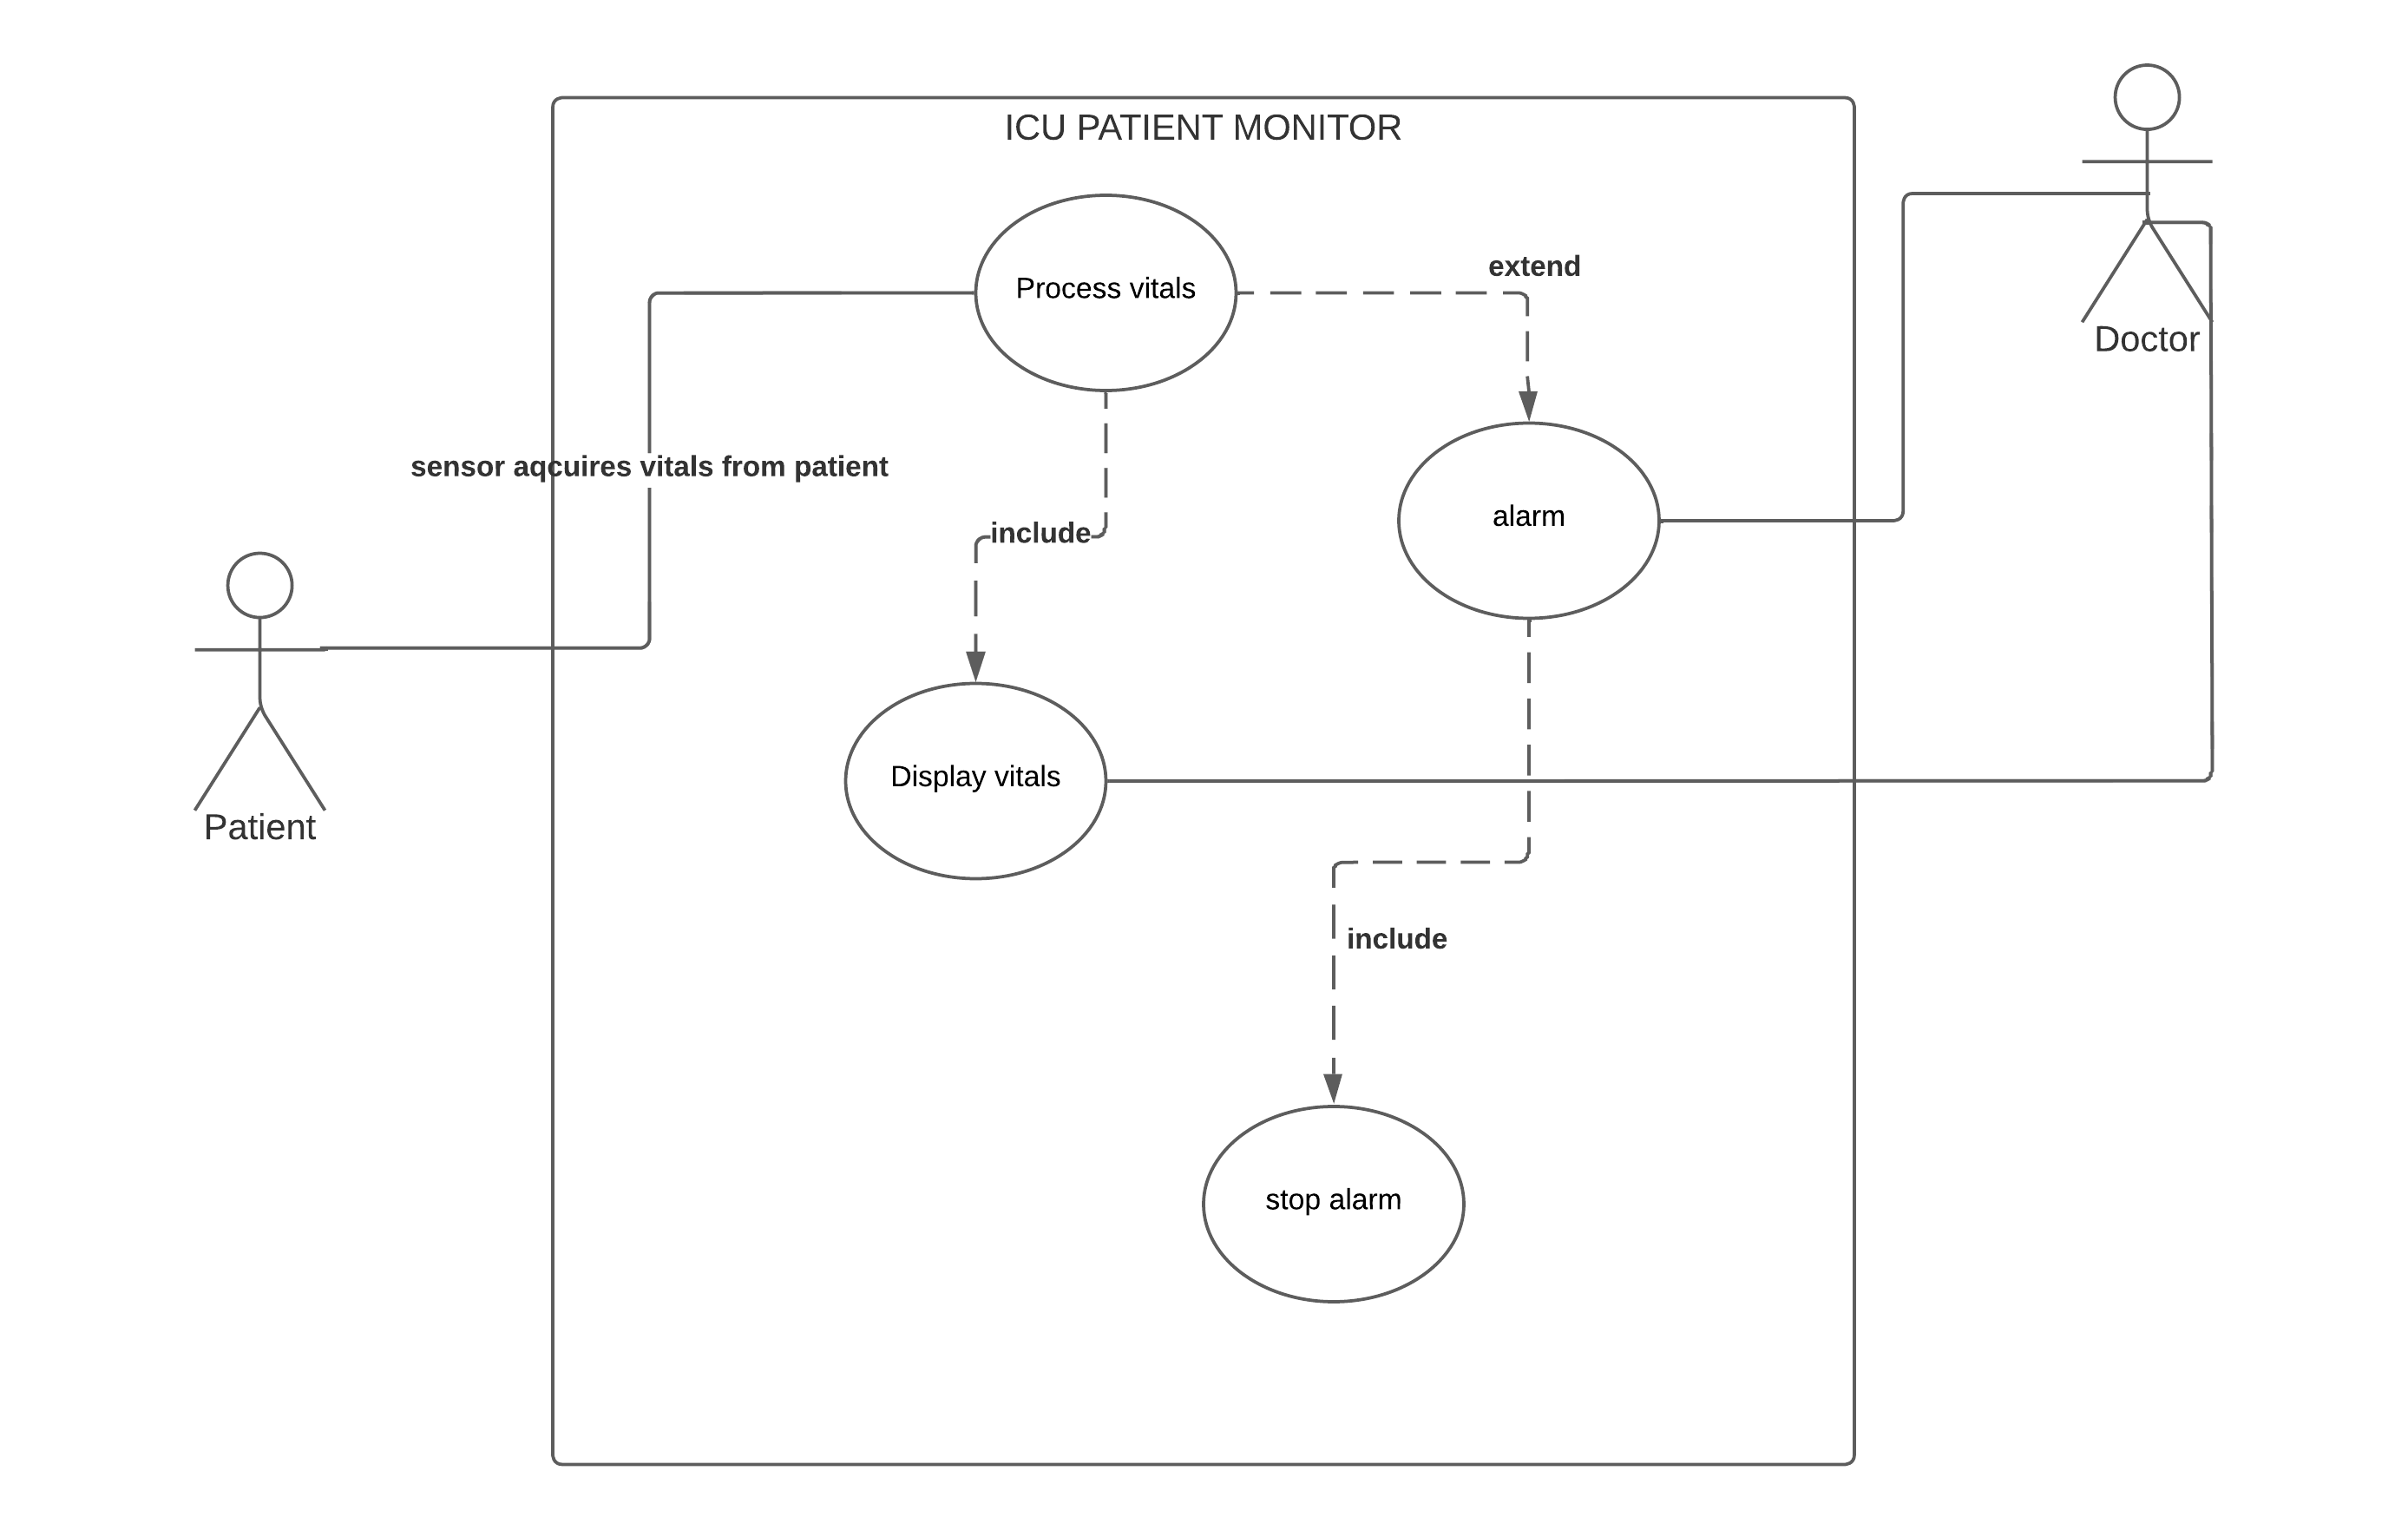 ICU PATIENT MONITOR
Process vitals
extend
Doctor
sensor aqcuires vitals from patient
alarm
include
Display vitals
Patient
include
stop alarm